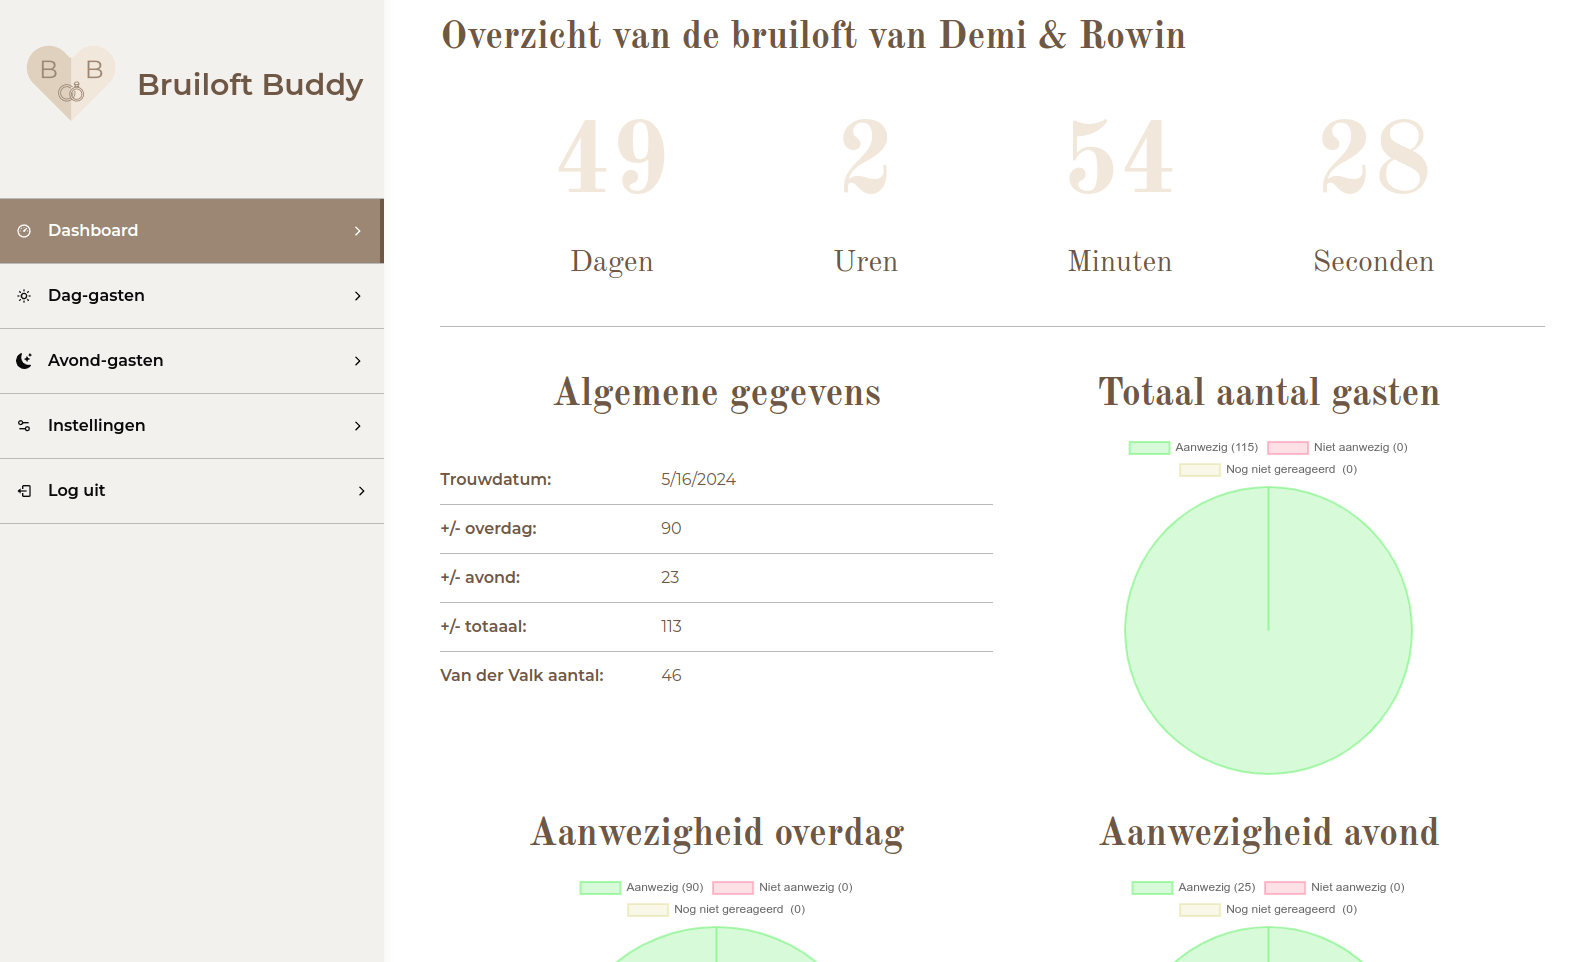 B B
Bruiloft Buddy
Dashboard
Dag-gasten
Avond-gasten
Instellingen
Log uit
Overzicht van de bruiloft van Demi & Rowin
49 2 54 28
Dagen Uren Minuten Seconden
Algemene gegevens
Trouwdatum: 5/16/2024
+/- overdag: 90
+/- avond: 23
+/- totaaal: 113
Van der Valk aantal: 46
Totaal aantal gasten
Aanwezig (115) Niet aanwezig (0)
Nog niet gereageerd (0)
Aanwezigheid overdag
Aanwezig (90) Niet aanwezig (0)
Nog niet gereageerd (0)
Aanwezigheid avond
Aanwezig (25) Niet aanwezig (0)
Nog niet gereageerd (0)